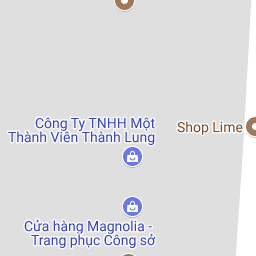 Công Ty TNHH Một
Thành Viên Thành Lung
Shop Lime
Cửa hàng Magnolia -
Trang phục Công sở